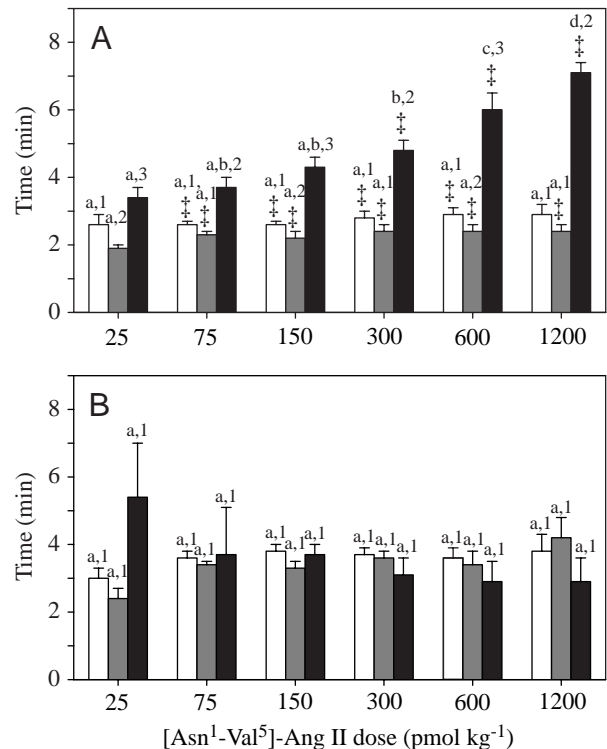 A
Time (min)
8
6
4
2
0
a,1
a,2
a,3
a,1,
‡
a,1
‡
a,b,2
a,1
‡
a,2
‡
a,b,3
a,1
‡
a,1
‡
b,2
‡
a,1
‡
a,2
‡
c,3
‡
a,1
a,1
‡
d,2
‡
25 75 150 300 600 1200
B
Time (min)
8
6
4
2
0
a,1 a,1 a,1
a,1 a,1 a,1
a,1 a,1 a,1
a,1 a,1 a,1
a,1 a,1 a,1
a,1 a,1 a,1
25 75 150 300 600 1200
[Asn¹-Val⁵]-Ang II dose (pmol kg⁻¹)